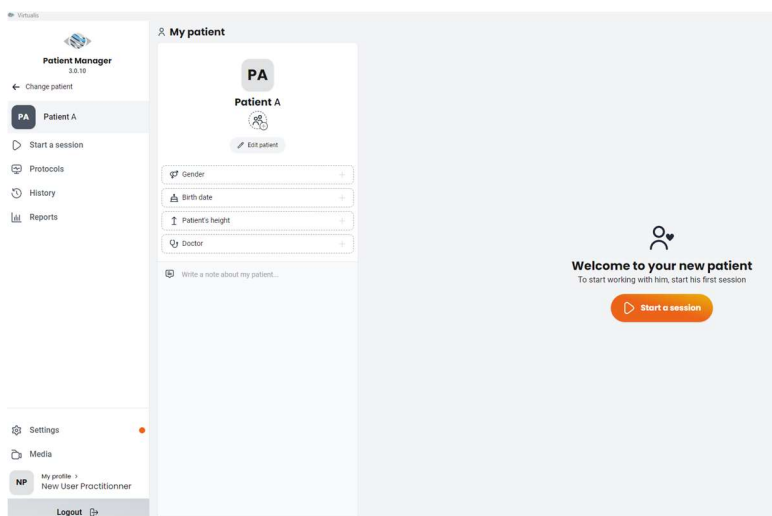 Virtualis
Patient Manager
3.0.10
Change patient
PA Patient A
Start a session
Protocols
History
Reports
Settings
Media
NP
My profile >
New User Practitionner
Logout
My patient
PA
Patient A
Edit patient
Gender
Birth date
Patient's height
Doctor
Write a note about my patient...
Welcome to your new patient
To start working with him, start his first session
Start a session